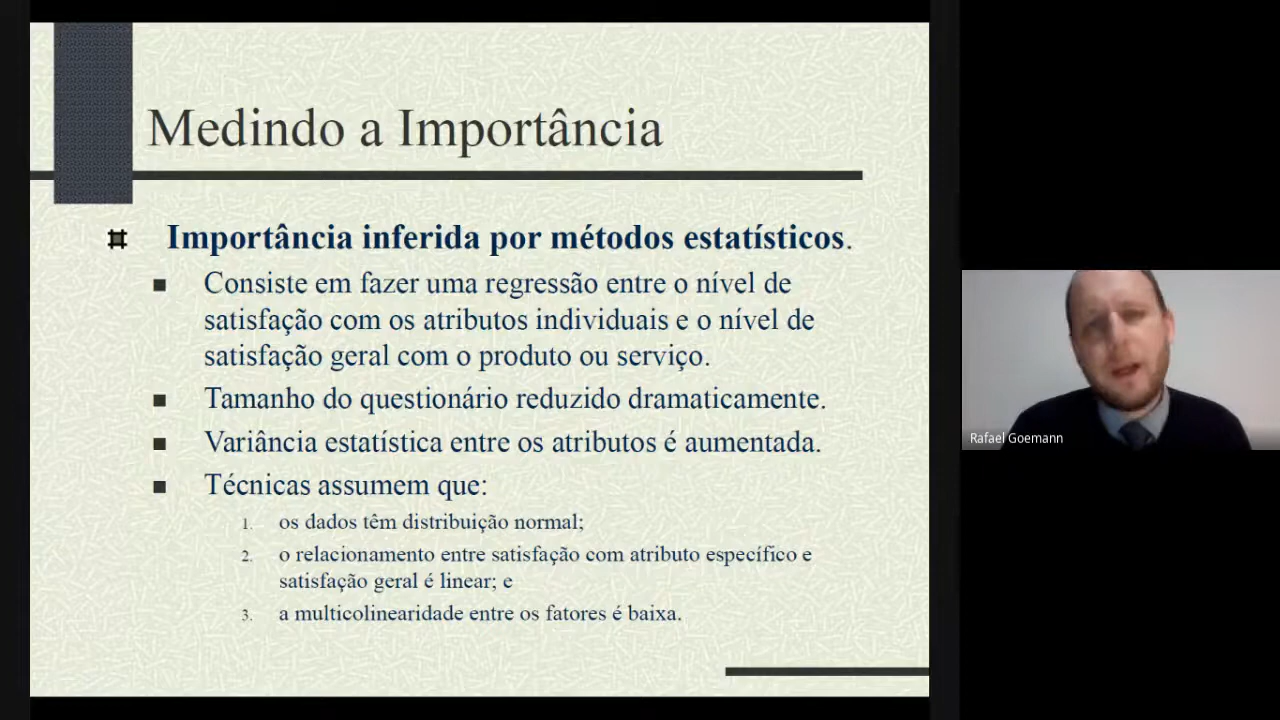 Medindo a Importância
Importância inferida por métodos estatísticos.
Consiste em fazer uma regressão entre o nível de
satisfação com os atributos individuais e o nível de
satisfação geral com o produto ou serviço.
Tamanho do questionário reduzido dramaticamente.
Variância estatística entre os atributos é aumentada.
Técnicas assumem que:
1. os dados têm distribuição normal;
2. o relacionamento entre satisfação com atributo específico e
satisfação geral é linear; e
3. a multicolinearidade entre os fatores é baixa.
Rafael Goemann